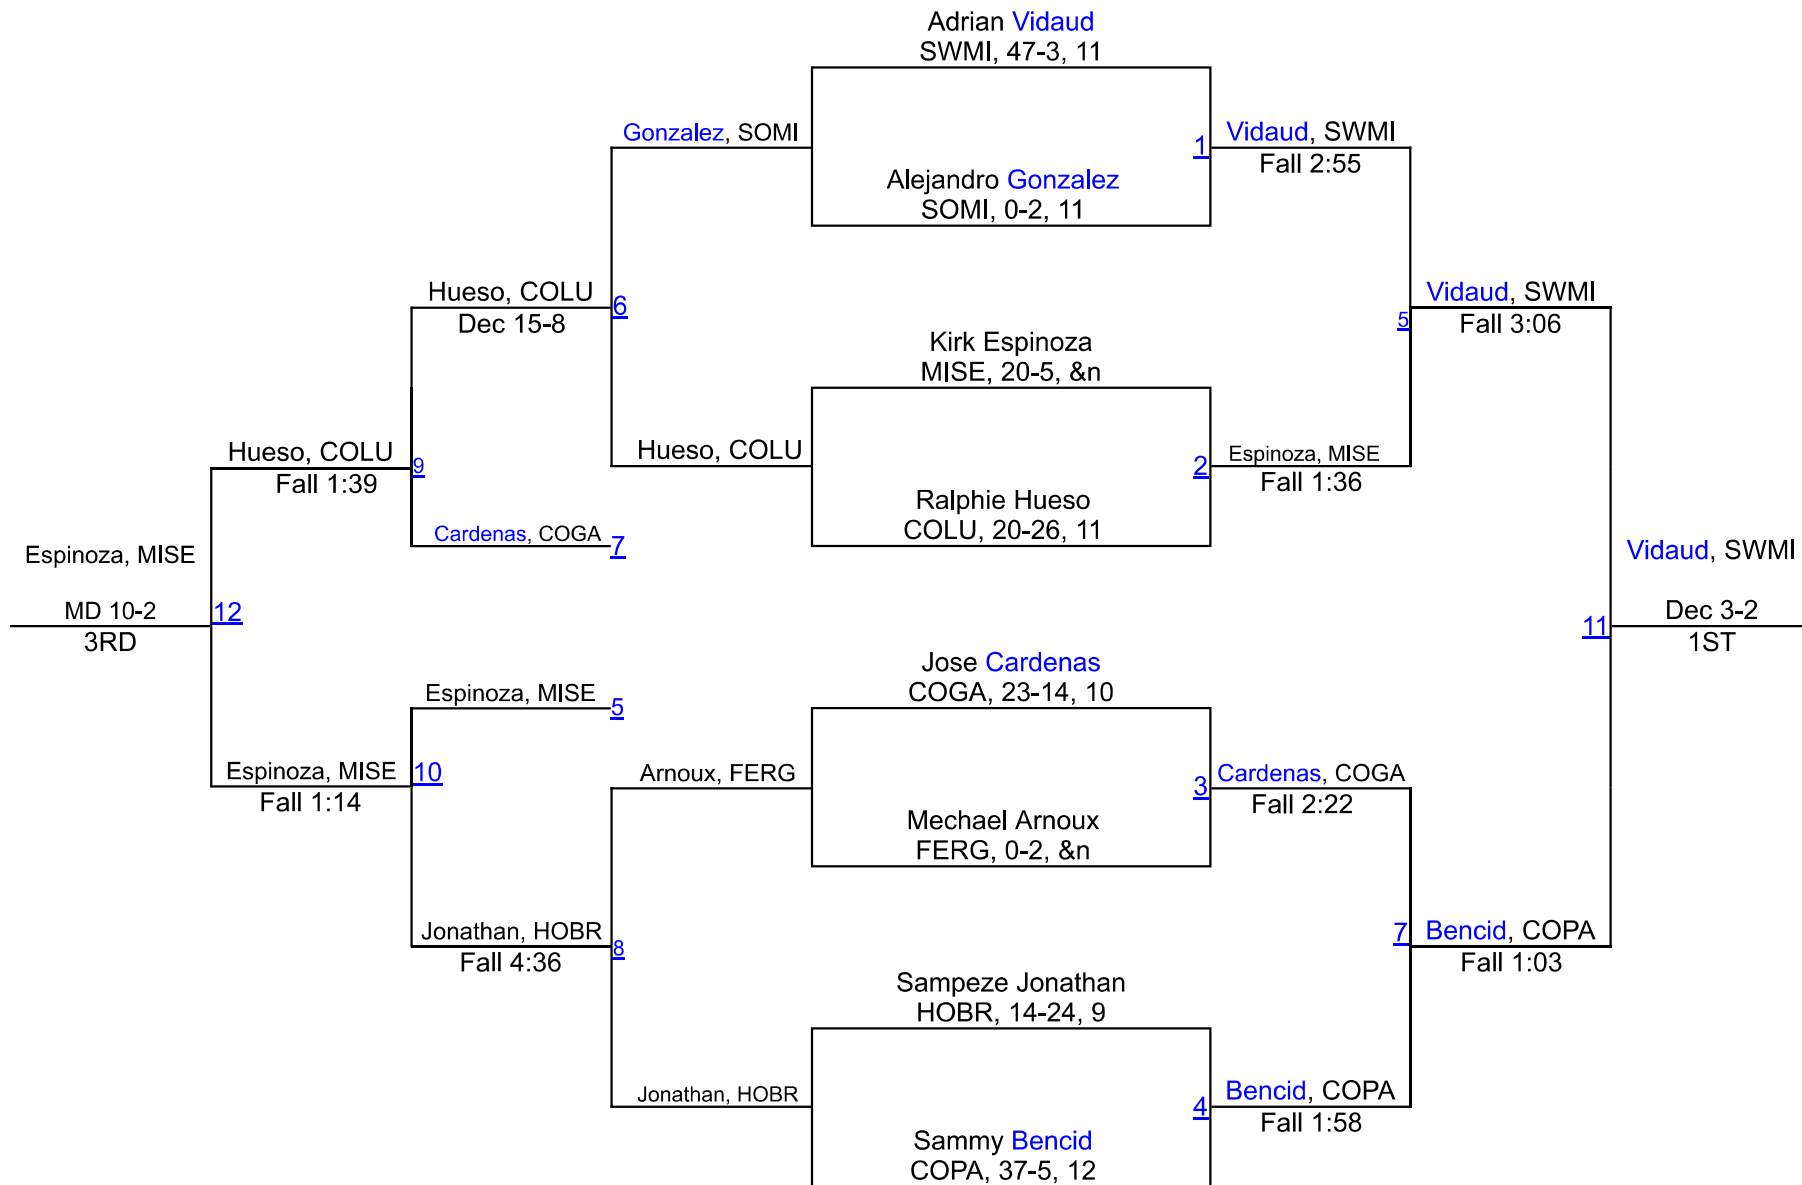 Adrian Vidaud
SWMI, 47-3, 11
Gonzalez, SOMI
1
Vidaud, SWMI
Fall 2:55
Alejandro Gonzalez
SOMI, 0-2, 11
Hueso, COLU
Dec 15-8
6
Vidaud, SWMI
Fall 3:06
5
Kirk Espinoza
MISE, 20-5, &n
Hueso, COLU
Fall 1:39
9
Hueso, COLU
2
Espinoza, MISE
Fall 1:36
Ralphie Hueso
COLU, 20-26, 11
Cardenas, COGA
7
Espinoza, MISE
MD 10-2
3RD
12
Vidaud, SWMI
Dec 3-2
1ST
11
Jose Cardenas
COGA, 23-14, 10
Espinoza, MISE
5
Espinoza, MISE
Fall 1:14
10
Arnoux, FERG
3
Cardenas, COGA
Fall 2:22
Mechael Arnoux
FERG, 0-2, &n
Jonathan, HOBR
Fall 4:36
8
7
Bencid, COPA
Fall 1:03
Sampeze Jonathan
HOBR, 14-24, 9
Jonathan, HOBR
4
Bencid, COPA
Fall 1:58
Sammy Bencid
COPA, 37-5, 12